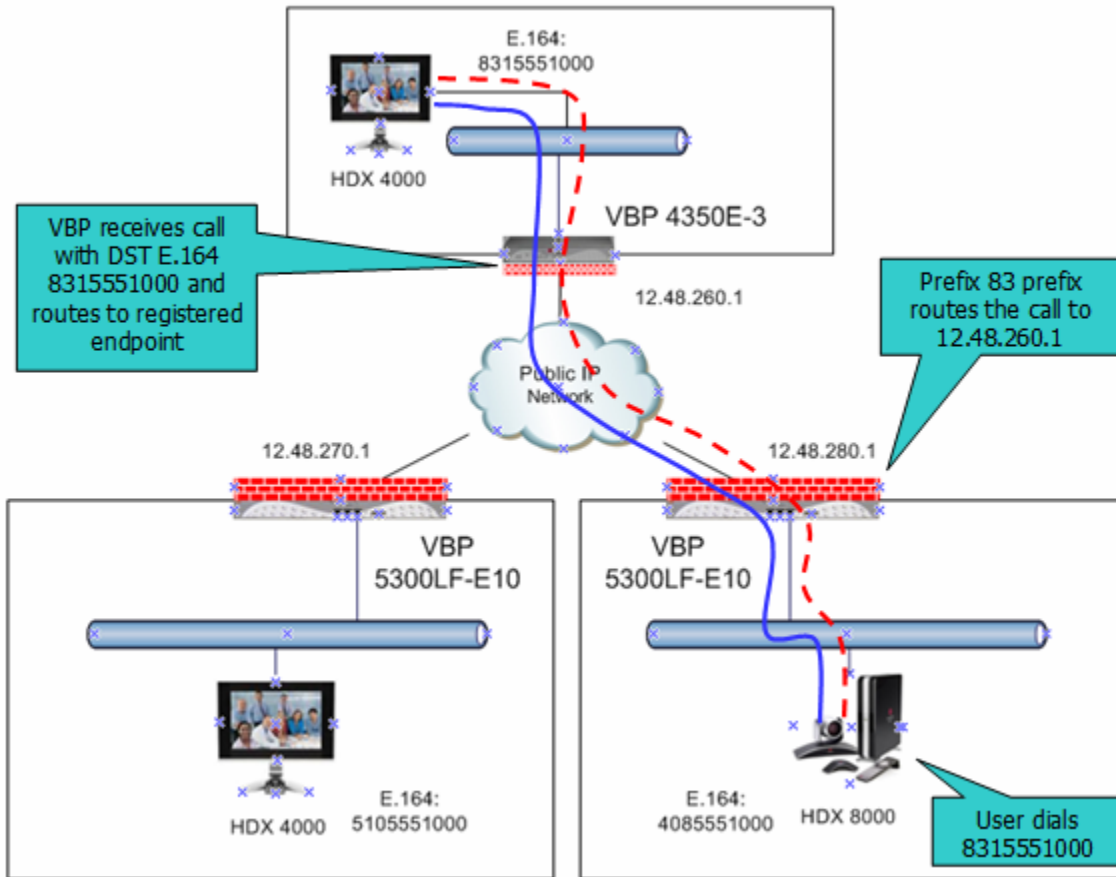 E.164:
8315551000
HDX 4000
VBP 4350E-3
VBP receives call
with DST E.164
8315551000 and
routes to registered
endpoint
12.48.260.1
Prefix 83 prefix
routes the call to
12.48.260.1
Public IP
Network
12.48.270.1
12.48.280.1
VBP
5300LF-E10
VBP
5300LF-E10
HDX 4000
E.164:
5105551000
E.164:
4085551000
HDX 8000
User dials
8315551000